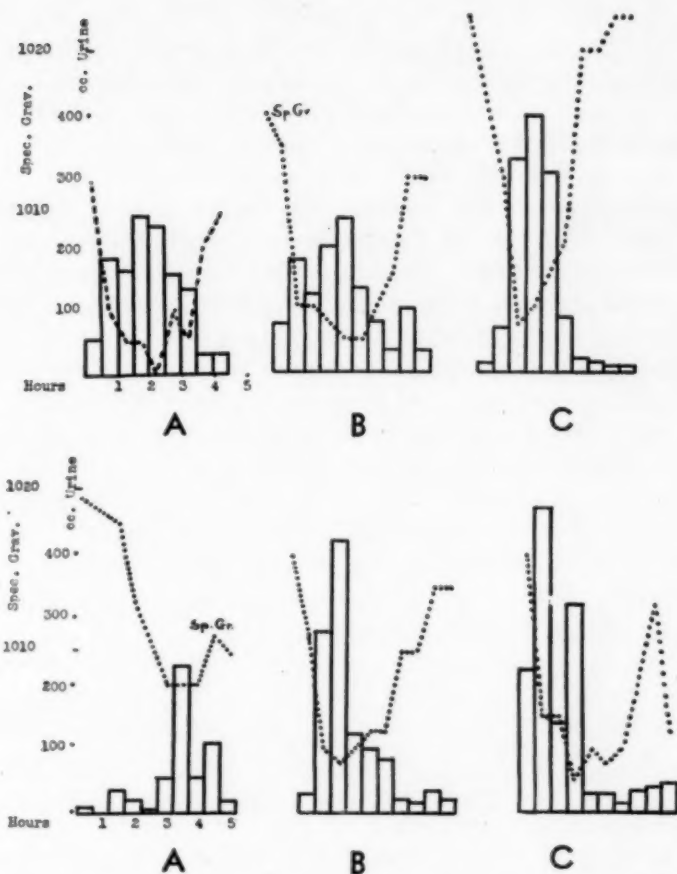 1020
Spec. Grav.
cc. Urine
400
300
1010
200
100
Sp Gr
Hours 1 2 3 4 5
A B C
1020
Spec. Grav.
cc. Urine
400
300
1010
200
100
Sp. Gr.
Hours 1 2 3 4 5
A B C